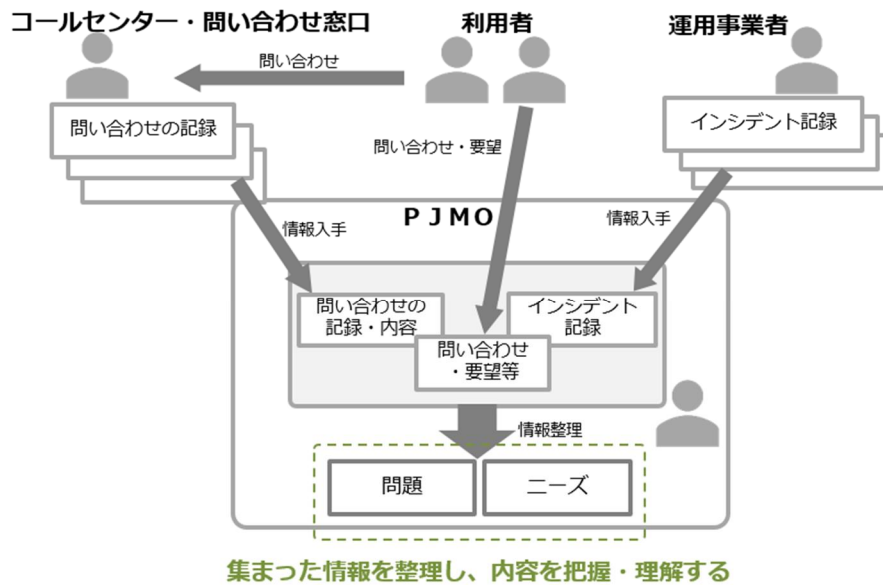 コールセンター・問い合わせ窓口
利用者
運用事業者
問い合わせ
問い合わせの記録
問い合わせ・要望
インシデント記録
情報入手
ＰＪＭＯ
情報入手
問い合わせの
記録・内容
インシデント
記録
問い合わせ
・要望等
情報整理
問題
ニーズ
集まった情報を整理し、内容を把握・理解する